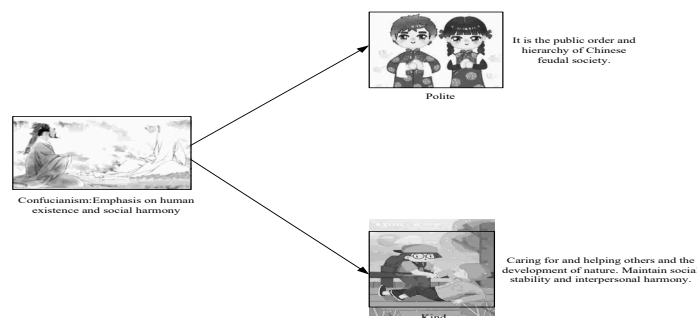 It is the public order and
hierarchy of Chinese
feudal society.
Polite
Confucianism:Emphasis on human
existence and social harmony
Caring for and helping others and the
development of nature. Maintain socia
stability and interpersonal harmony.
Kind